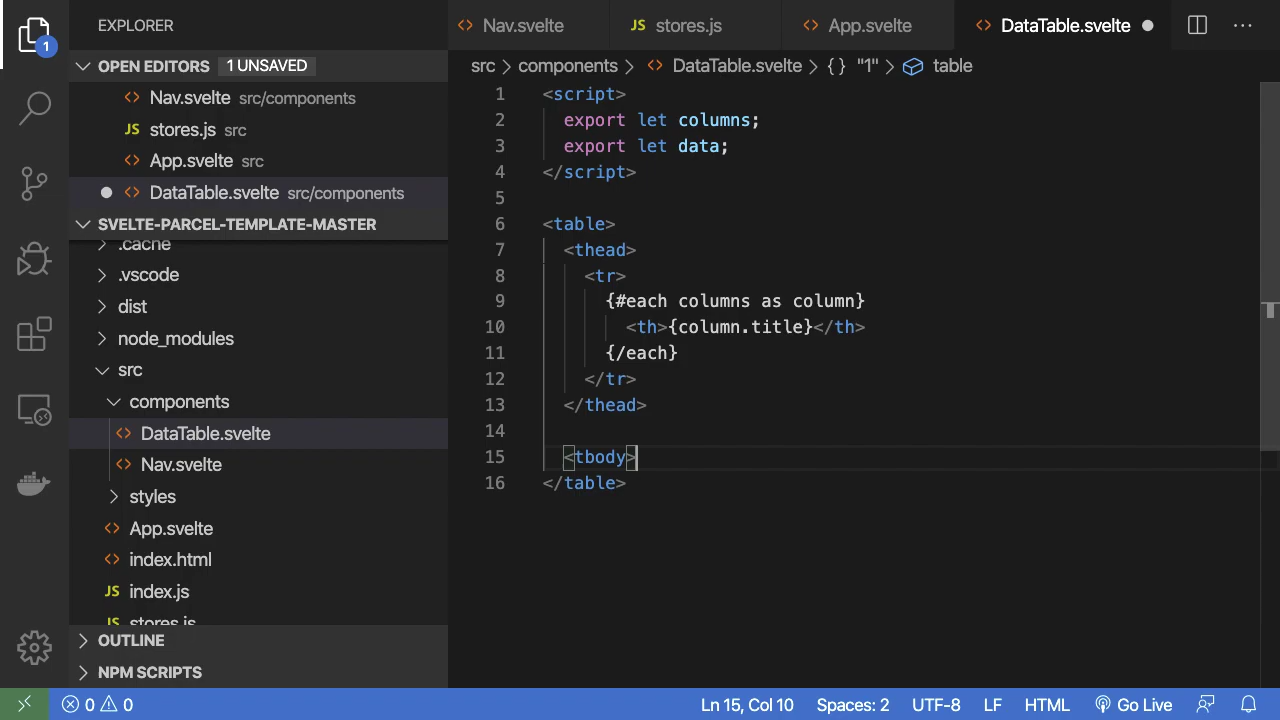 EXPLORER
OPEN EDITORS 1 UNSAVED
Nav.svelte src/components
JS stores.js src
App.svelte src
DataTable.svelte src/components
SVELTE-PARCEL-TEMPLATE-MASTER
.cache
.vscode
dist
node_modules
src
components
DataTable.svelte
Nav.svelte
styles
App.svelte
index.html
JS index.js
JS stores.js
OUTLINE
NPM SCRIPTS
1
Nav.svelte JS stores.js App.svelte DataTable.svelte
src > components > DataTable.svelte > {} "1" > table
1 <script>
2 export let columns;
3 export let data;
4 </script>
5
6 <table>
7 <thead>
8 <tr>
9 {#each columns as column}
10 <th>{column.title}</th>
11 {/each}
12 </tr>
13 </thead>
14
15 <tbody>
16 </table>
0 0 Ln 15, Col 10 Spaces: 2 UTF-8 LF HTML Go Live